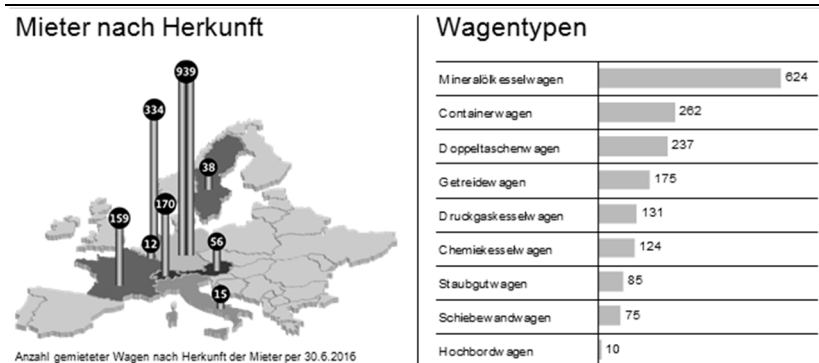 Mieter nach Herkunft
939
334
38
170
159
12
56
15
Anzahl gemieteter Wagen nach Herkunft der Mieter per 30.6.2016
Wagentypen
Mineralölkesselwagen 624
Containerwagen 262
Doppeltaschenwagen 237
Getreidewagen 175
Druckgaskesselwagen 131
Chemiekesselwagen 124
Staubgutwagen 85
Schiebewandwagen 75
Hochbordwagen 10